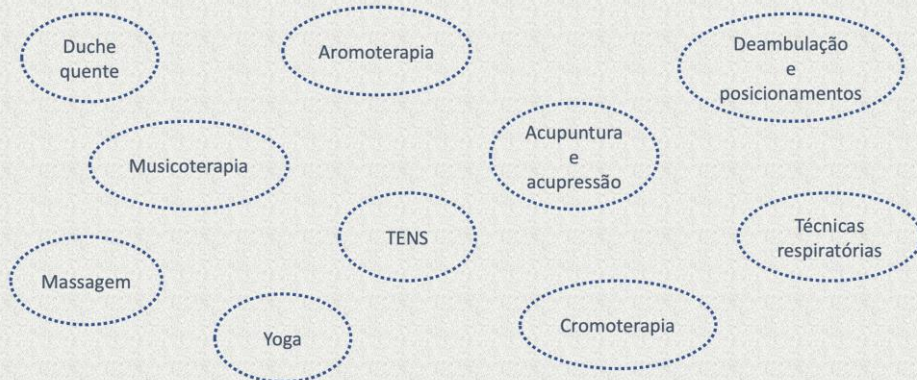 Duche
quente
Aromoterapia
Deambulação
e
posicionamentos
Musicoterapia
Acupuntura
e
acupressão
TENS
Técnicas
respiratórias
Massagem
Yoga
Cromoterapia